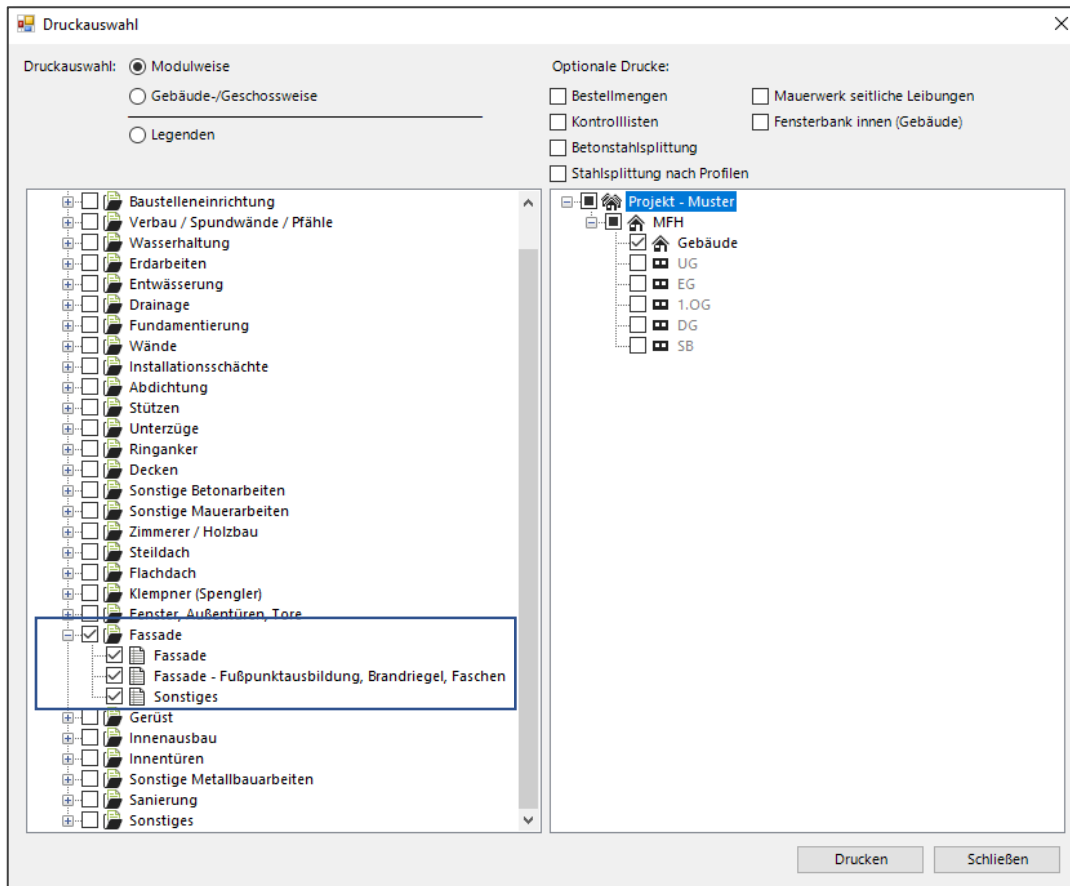 Druckauswahl
Druckauswahl:
Modulweise
Gebäude-/Geschossweise
Legenden
Optionale Drucke:
Bestellmengen
Mauerwerk seitliche Leibungen
Kontrolllisten
Fensterbank innen (Gebäude)
Betonstahlsplittung
Stahlsplittung nach Profilen
Baustelleneinrichtung
Verbau / Spundwände / Pfähle
Wasserhaltung
Erdarbeiten
Entwässerung
Drainage
Fundamentierung
Wände
Installationsschächte
Abdichtung
Stützen
Unterzüge
Ringanker
Decken
Sonstige Betonarbeiten
Sonstige Mauerarbeiten
Zimmerer / Holzbau
Steildach
Flachdach
Klempner (Spengler)
Fenster, Außentüren, Tore
Fassade
Fassade
Fassade - Fußpunktausbildung, Brandriegel, Faschen
Sonstiges
Gerüst
Innenausbau
Innentüren
Sonstige Metallbauarbeiten
Sanierung
Sonstiges
Projekt - Muster
MFH
Gebäude
UG
EG
1.OG
DG
SB
Drucken
Schließen